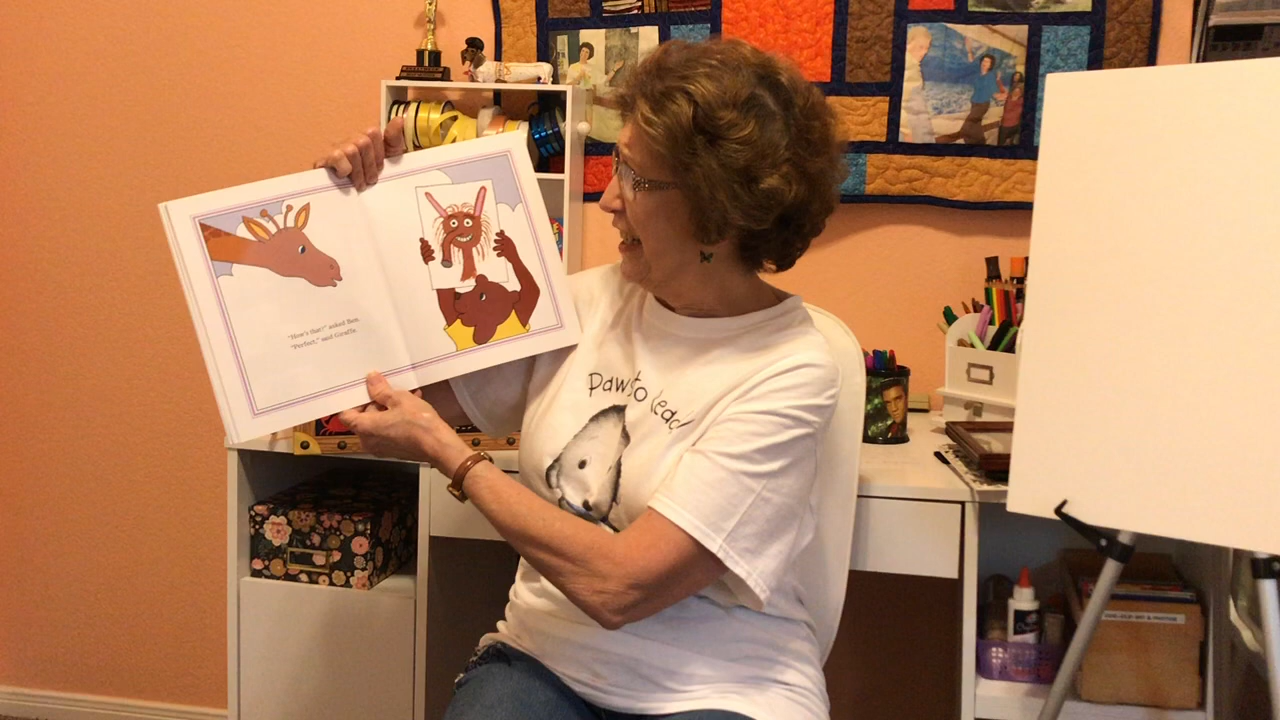 "How's that?" asked Ben.
"Perfect," said Giraffe.
Paws to Read!